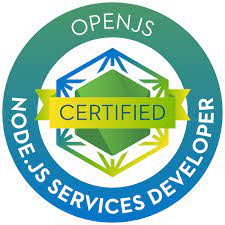 OPENJS
CERTIFIED
NODE.JS SERVICES DEVELOPER